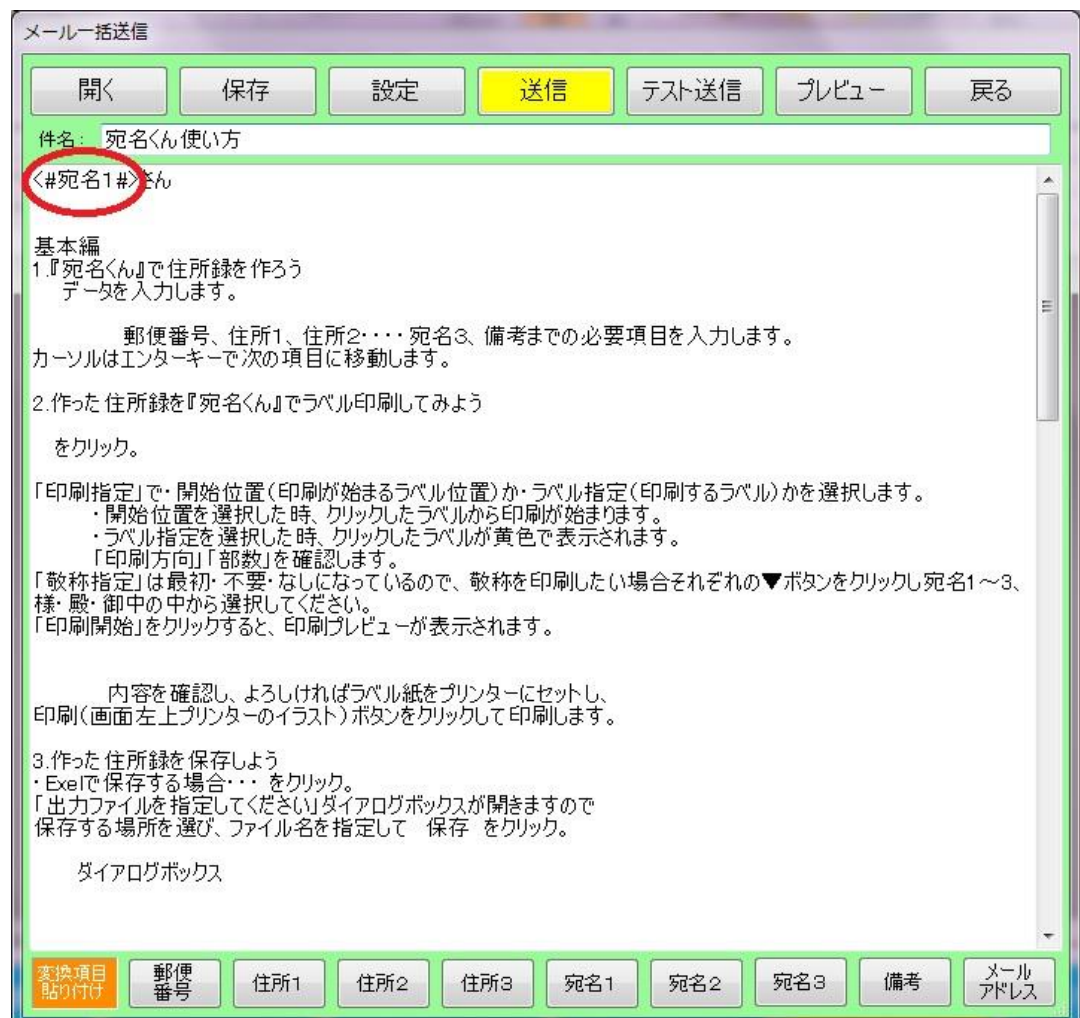 メール一括送信
開く 保存 設定 送信 テスト送信 プレビュー 戻る
件名: 宛名くん使い方
<#宛名1#>さん
基本編
1.『宛名くん』で住所録を作ろう
データを入力します。
郵便番号、住所1、住所2・・・・宛名3、備考までの必要項目を入力します。
カーソルはエンターキーで次の項目に移動します。
2.作った住所録を『宛名くん』でラベル印刷してみよう
をクリック。
「印刷指定」で・開始位置(印刷が始まるラベル位置)か・ラベル指定(印刷するラベル)かを選択します。
・開始位置を選択した時、クリックしたラベルから印刷が始まります。
・ラベル指定を選択した時、クリックしたラベルが黄色で表示されます。
「印刷方向」「部数」を確認します。
「敬称指定」は最初・不要・なしになっているので、敬称を印刷したい場合それぞれの▼ボタンをクリックし宛名1～3、
様・殿・御中の中から選択してください。
「印刷開始」をクリックすると、印刷プレビューが表示されます。
内容を確認し、よろしければラベル紙をプリンターにセットし、
印刷(画面左上プリンターのイラスト)ボタンをクリックして印刷します。
3.作った住所録を保存しよう
・Exelで保存する場合・・・ をクリック。
「出力ファイルを指定してください」ダイアログボックスが開きますので
保存する場所を選び、ファイル名を指定して 保存 をクリック。
ダイアログボックス
変換項目
貼り付け
郵便
番号
住所1 住所2 住所3 宛名1 宛名2 宛名3 備考
メール
アドレス